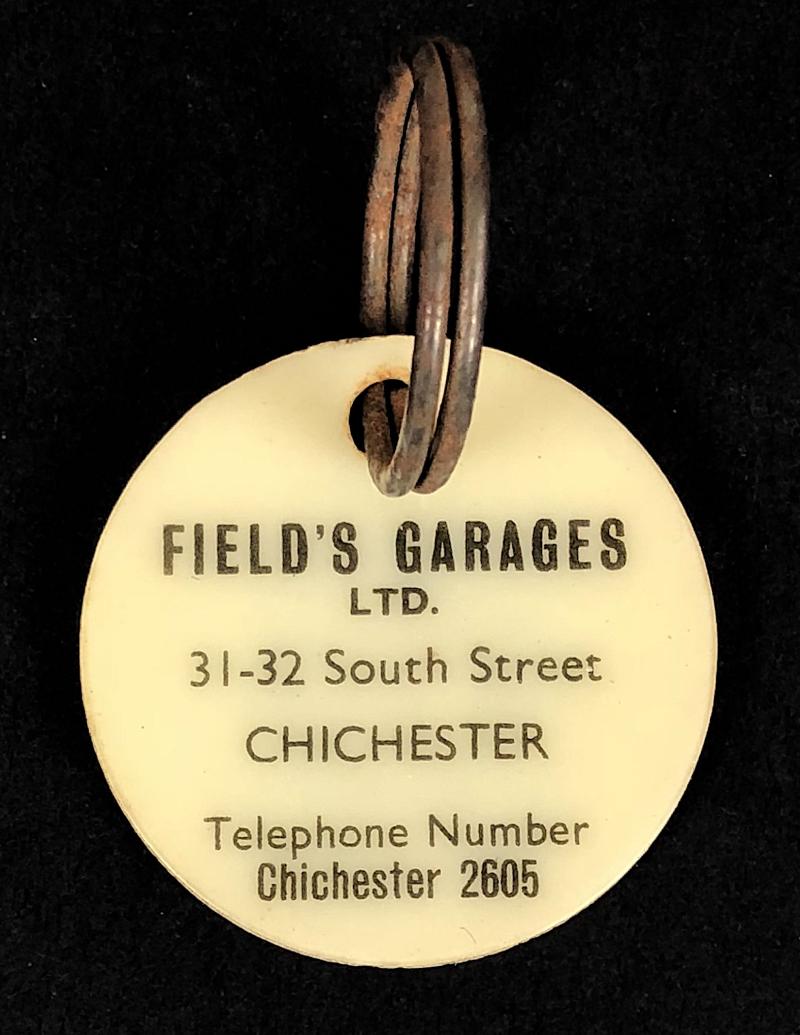 FIELD'S GARAGES
LTD.
31-32 South Street
CHICHESTER
Telephone Number
Chichester 2605